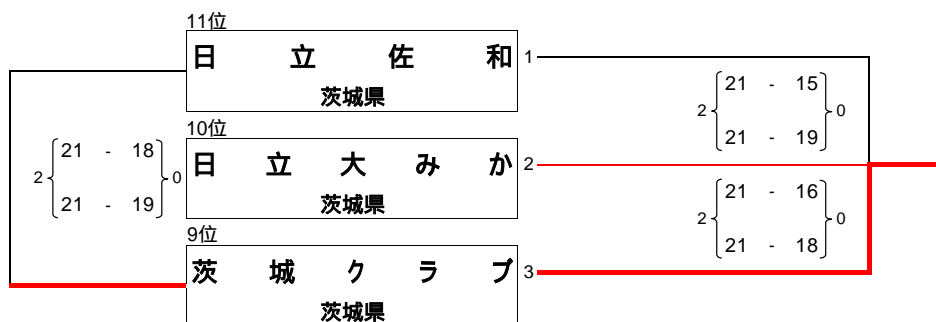 11位
日立佐和 1
茨城県
21 - 15
2 0
21 - 19
10位
21 - 18
2 0
21 - 19
日立大みか 2
茨城県
21 - 16
2 0
21 - 18
9位
茨城クラブ 3
茨城県